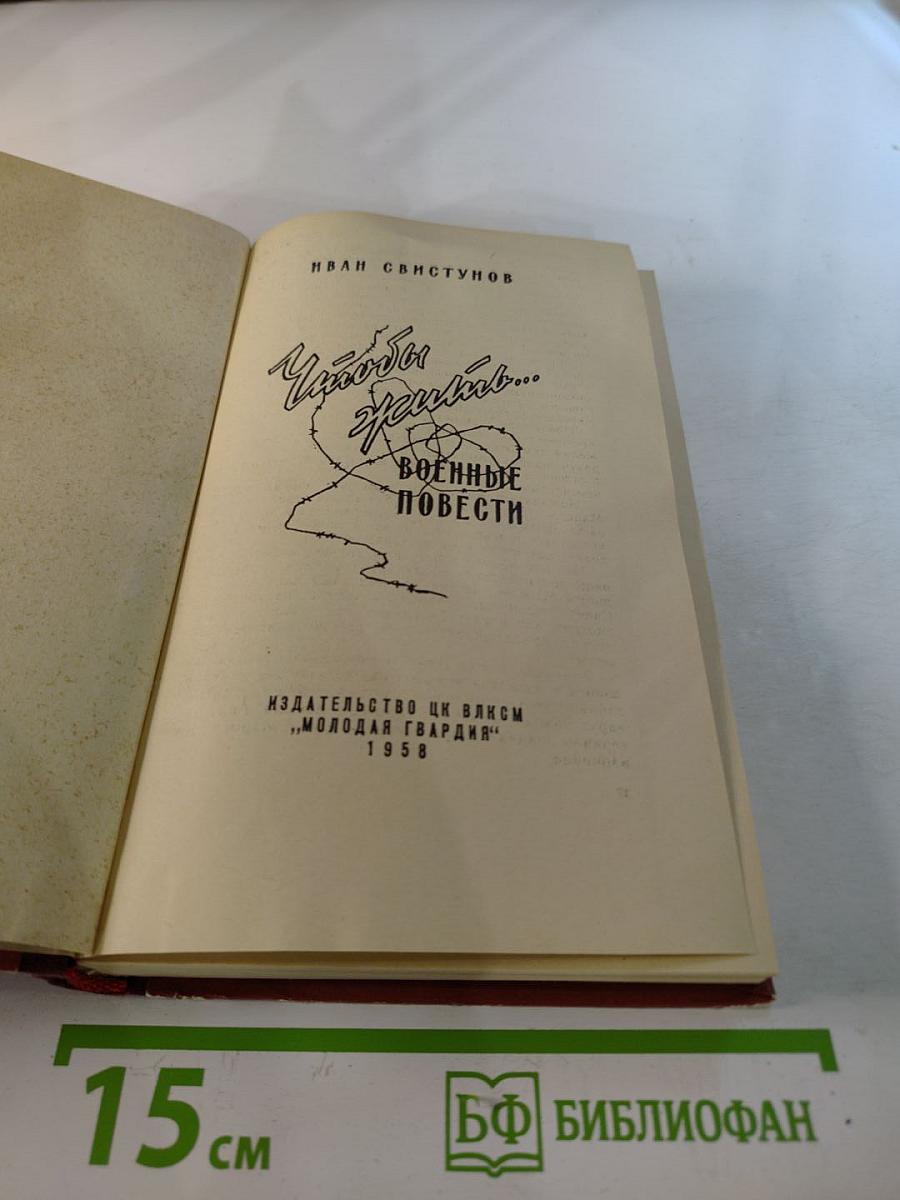 ИВАН СВИСТУНОВ
Чтобы
жить...
ВОЕННЫЕ
ПОВЕСТИ
ИЗДАТЕЛЬСТВО ЦК ВЛКСМ
„МОЛОДАЯ ГВАРДИЯ“
1958
15 см
БФ БИБЛИОФАН